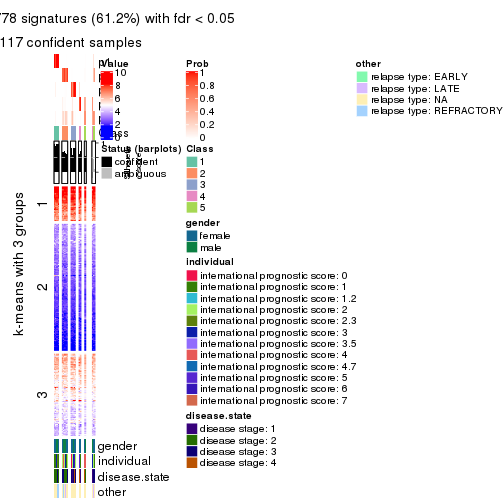 778 signatures (61.2%) with fdr < 0.05
117 confident samples
Value
10
8
6
4
2
0
Prob
1
0.8
0.6
0.4
0.2
0
Class
Status (barplots)
confident
ambiguous
Class
1
2
3
4
5
gender
female
male
individual
international prognostic score: 0
international prognostic score: 1
international prognostic score: 1.2
international prognostic score: 2
international prognostic score: 2.3
international prognostic score: 3
international prognostic score: 3.5
international prognostic score: 4
international prognostic score: 4.7
international prognostic score: 5
international prognostic score: 6
international prognostic score: 7
disease.state
disease stage: 1
disease stage: 2
disease stage: 3
disease stage: 4
other
relapse type: EARLY
relapse type: LATE
relapse type: NA
relapse type: REFRACTORY
k-means with 3 groups
1
2
3
gender
individual
disease.state
other